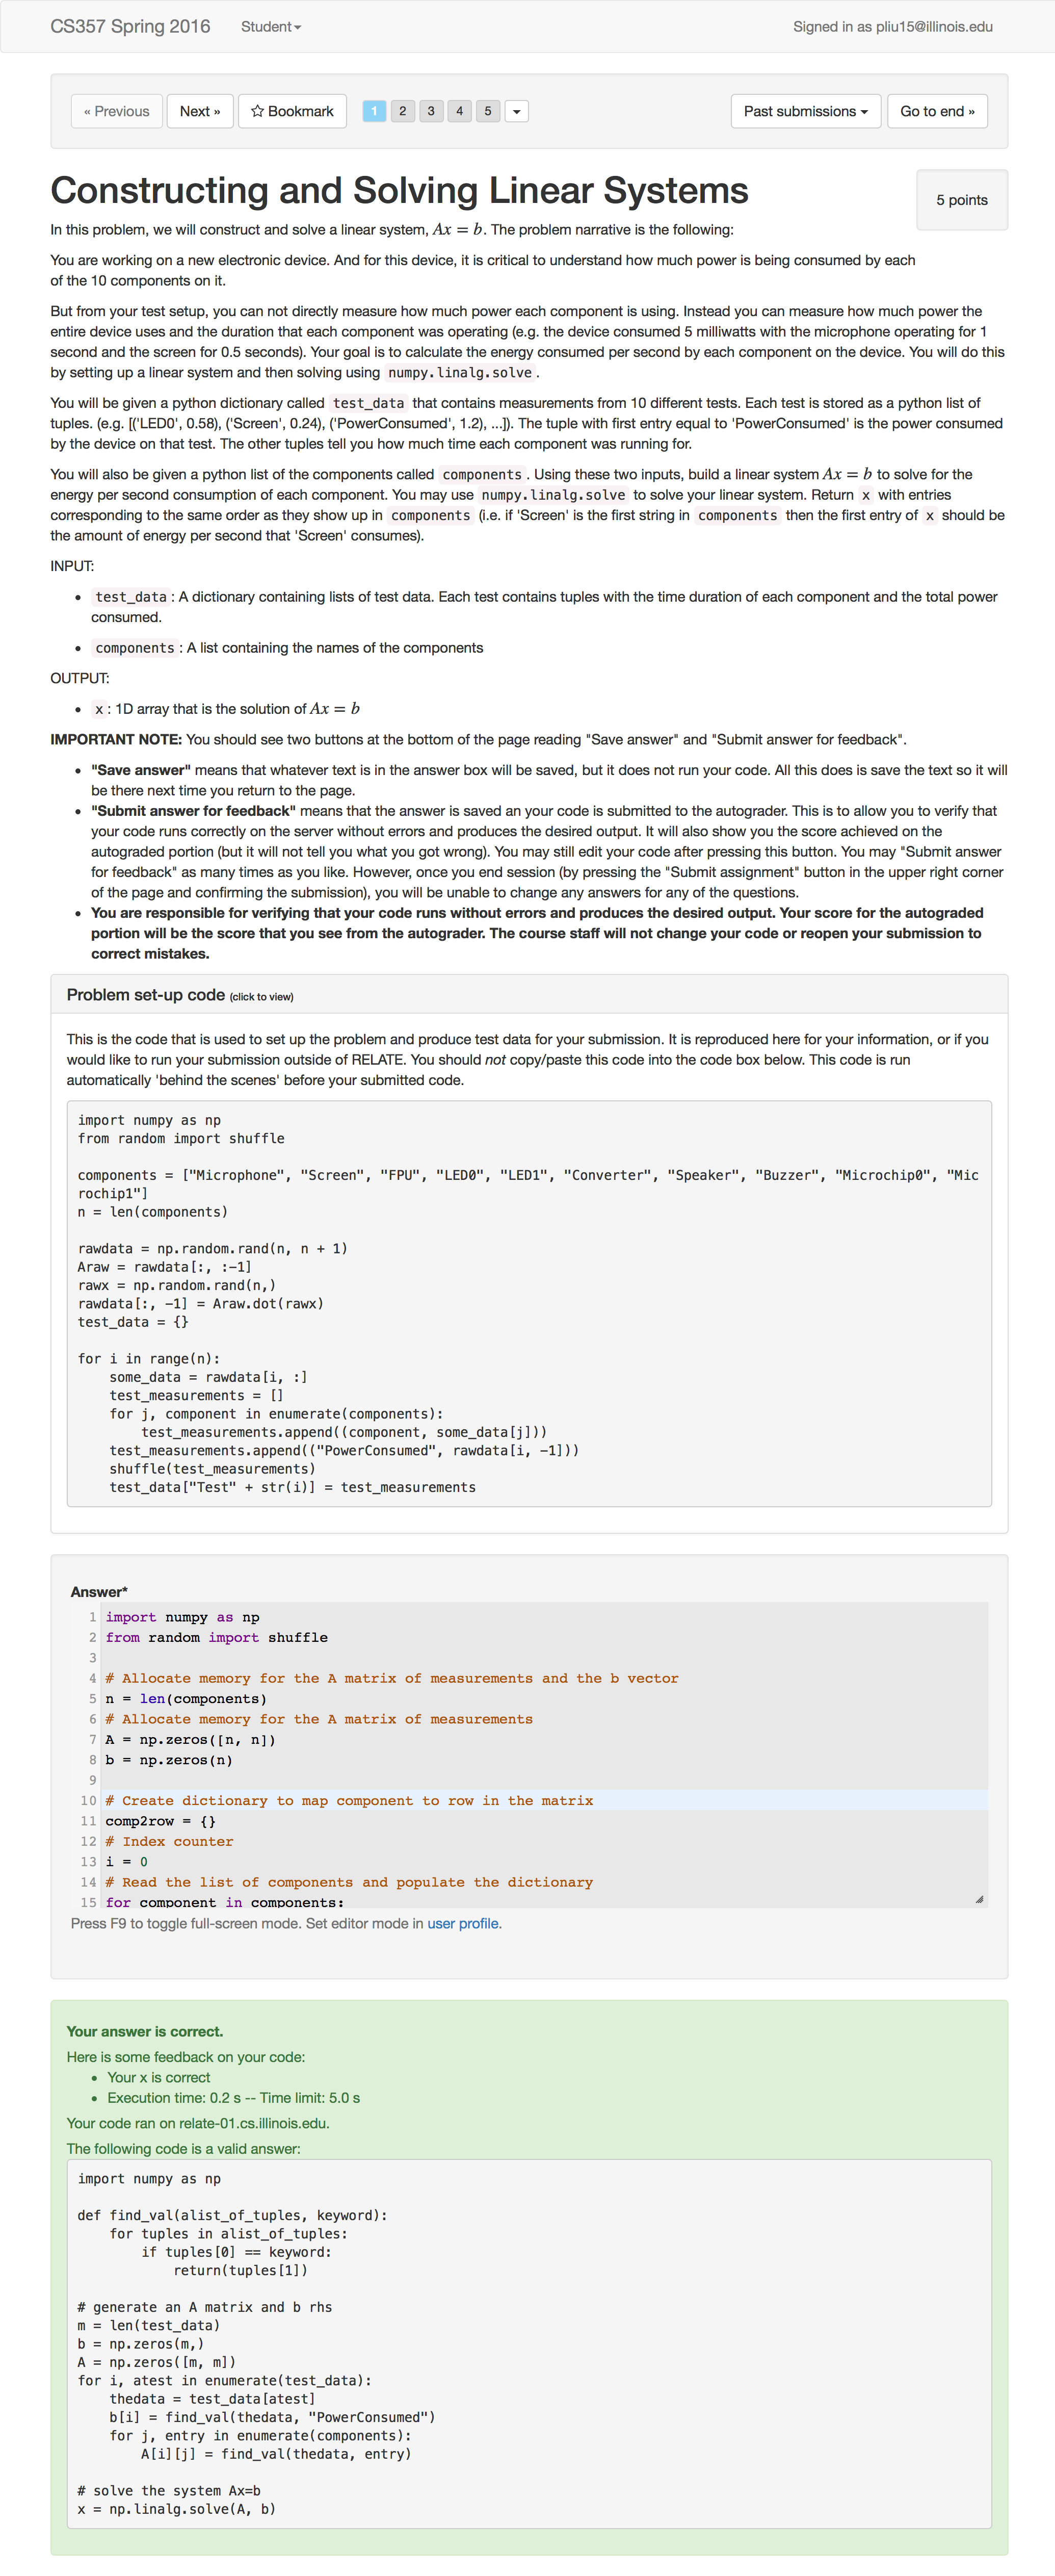 CS357 Spring 2016 Student Signed in as pliu15@illinois.edu
« Previous Next » Bookmark 1 2 3 4 5 Past submissions Go to end »
Constructing and Solving Linear Systems
5 points
In this problem, we will construct and solve a linear system, Ax = b. The problem narrative is the following:
You are working on a new electronic device. And for this device, it is critical to understand how much power is being consumed by each
of the 10 components on it.
But from your test setup, you can not directly measure how much power each component is using. Instead you can measure how much power the
entire device uses and the duration that each component was operating (e.g. the device consumed 5 milliwatts with the microphone operating for 1
second and the screen for 0.5 seconds). Your goal is to calculate the energy consumed per second by each component on the device. You will do this
by setting up a linear system and then solving using numpy.linalg.solve.
You will be given a python dictionary called test_data that contains measurements from 10 different tests. Each test is stored as a python list of
tuples. (e.g. [('LED0', 0.58), ('Screen', 0.24), ('PowerConsumed', 1.2), ...]). The tuple with first entry equal to 'PowerConsumed' is the power consumed
by the device on that test. The other tuples tell you how much time each component was running for.
You will also be given a python list of the components called components. Using these two inputs, build a linear system Ax = b to solve for the
energy per second consumption of each component. You may use numpy.linalg.solve to solve your linear system. Return x with entries
corresponding to the same order as they show up in components (i.e. if 'Screen' is the first string in components then the first entry of x should be
the amount of energy per second that 'Screen' consumes).
INPUT:
• test_data: A dictionary containing lists of test data. Each test contains tuples with the time duration of each component and the total power
consumed.
• components: A list containing the names of the components
OUTPUT:
• x: 1D array that is the solution of Ax = b
IMPORTANT NOTE: You should see two buttons at the bottom of the page reading "Save answer" and "Submit answer for feedback".
• "Save answer" means that whatever text is in the answer box will be saved, but it does not run your code. All this does is save the text so it will
be there next time you return to the page.
• "Submit answer for feedback" means that the answer is saved an your code is submitted to the autograder. This is to allow you to verify that
your code runs correctly on the server without errors and produces the desired output. It will also show you the score achieved on the
autograded portion (but it will not tell you what you got wrong). You may still edit your code after pressing this button. You may "Submit answer
for feedback" as many times as you like. However, once you end session (by pressing the "Submit assignment" button in the upper right corner
of the page and confirming the submission), you will be unable to change any answers for any of the questions.
• You are responsible for verifying that your code runs without errors and produces the desired output. Your score for the autograded
portion will be the score that you see from the autograder. The course staff will not change your code or reopen your submission to
correct mistakes.
Problem set-up code (click to view)
This is the code that is used to set up the problem and produce test data for your submission. It is reproduced here for your information, or if you
would like to run your submission outside of RELATE. You should not copy/paste this code into the code box below. This code is run
automatically 'behind the scenes' before your submitted code.
import numpy as np
from random import shuffle
components = ["Microphone", "Screen", "FPU", "LED0", "LED1", "Converter", "Speaker", "Buzzer", "Microchip0", "Mic
rochip1"]
n = len(components)
rawdata = np.random.rand(n, n + 1)
Araw = rawdata[:, :-1]
rawx = np.random.rand(n,)
rawdata[:, -1] = Araw.dot(rawx)
test_data = {}
for i in range(n):
    some_data = rawdata[i, :]
    test_measurements = []
    for j, component in enumerate(components):
        test_measurements.append((component, some_data[j]))
    test_measurements.append(("PowerConsumed", rawdata[i, -1]))
    shuffle(test_measurements)
    test_data["Test" + str(i)] = test_measurements
Answer*
1 import numpy as np
2 from random import shuffle
3
4 # Allocate memory for the A matrix of measurements and the b vector
5 n = len(components)
6 # Allocate memory for the A matrix of measurements
7 A = np.zeros([n, n])
8 b = np.zeros(n)
9
10 # Create dictionary to map component to row in the matrix
11 comp2row = {}
12 # Index counter
13 i = 0
14 # Read the list of components and populate the dictionary
15 for component in components:
Press F9 to toggle full-screen mode. Set editor mode in user profile.
Your answer is correct.
Here is some feedback on your code:
• Your x is correct
• Execution time: 0.2 s -- Time limit: 5.0 s
Your code ran on relate-01.cs.illinois.edu.
The following code is a valid answer:
import numpy as np
def find_val(alist_of_tuples, keyword):
    for tuples in alist_of_tuples:
        if tuples[0] == keyword:
            return(tuples[1])
# generate an A matrix and b rhs
m = len(test_data)
b = np.zeros(m,)
A = np.zeros([m, m])
for i, atest in enumerate(test_data):
    thedata = test_data[atest]
    b[i] = find_val(thedata, "PowerConsumed")
    for j, entry in enumerate(components):
        A[i][j] = find_val(thedata, entry)
# solve the system Ax=b
x = np.linalg.solve(A, b)